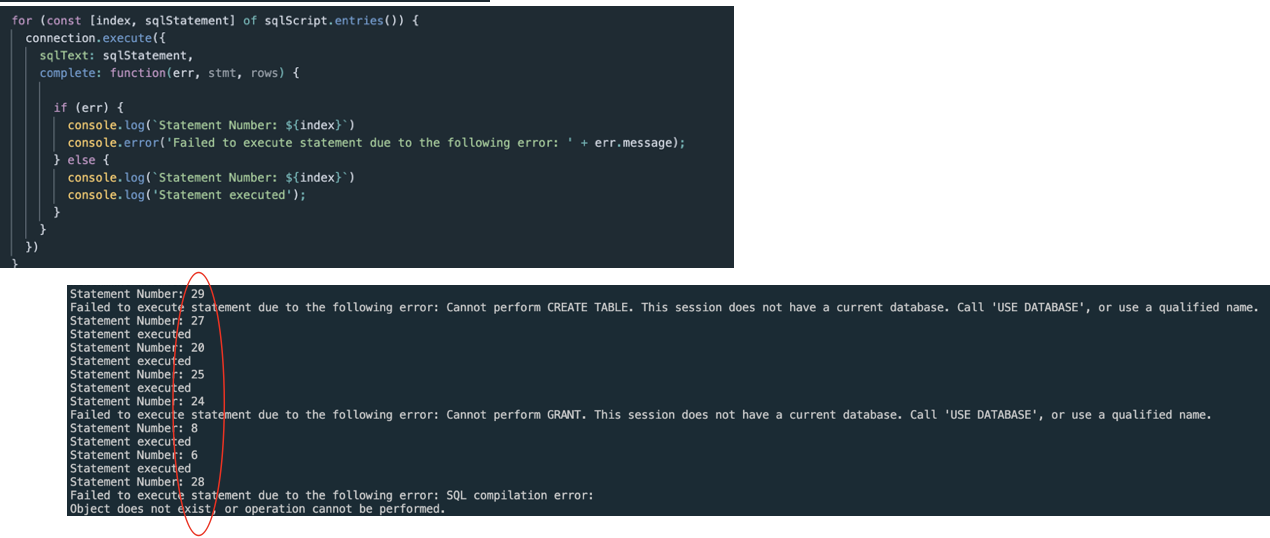 for (const [index, sqlStatement] of sqlScript.entries()) {
connection.execute({
sqlText: sqlStatement,
complete: function(err, stmt, rows) {
if (err) {
console.log(`Statement Number: ${index}`)
console.error('Failed to execute statement due to the following error: ' + err.message);
} else {
console.log(`Statement Number: ${index}`)
console.log('Statement executed');
}
}
})
}
Statement Number: 29
Failed to execute statement due to the following error: Cannot perform CREATE TABLE. This session does not have a current database. Call 'USE DATABASE', or use a qualified name.
Statement Number: 27
Statement executed
Statement Number: 20
Statement executed
Statement Number: 25
Statement executed
Statement Number: 24
Failed to execute statement due to the following error: Cannot perform GRANT. This session does not have a current database. Call 'USE DATABASE', or use a qualified name.
Statement Number: 8
Statement executed
Statement Number: 6
Statement executed
Statement Number: 28
Failed to execute statement due to the following error: SQL compilation error:
Object does not exist, or operation cannot be performed.